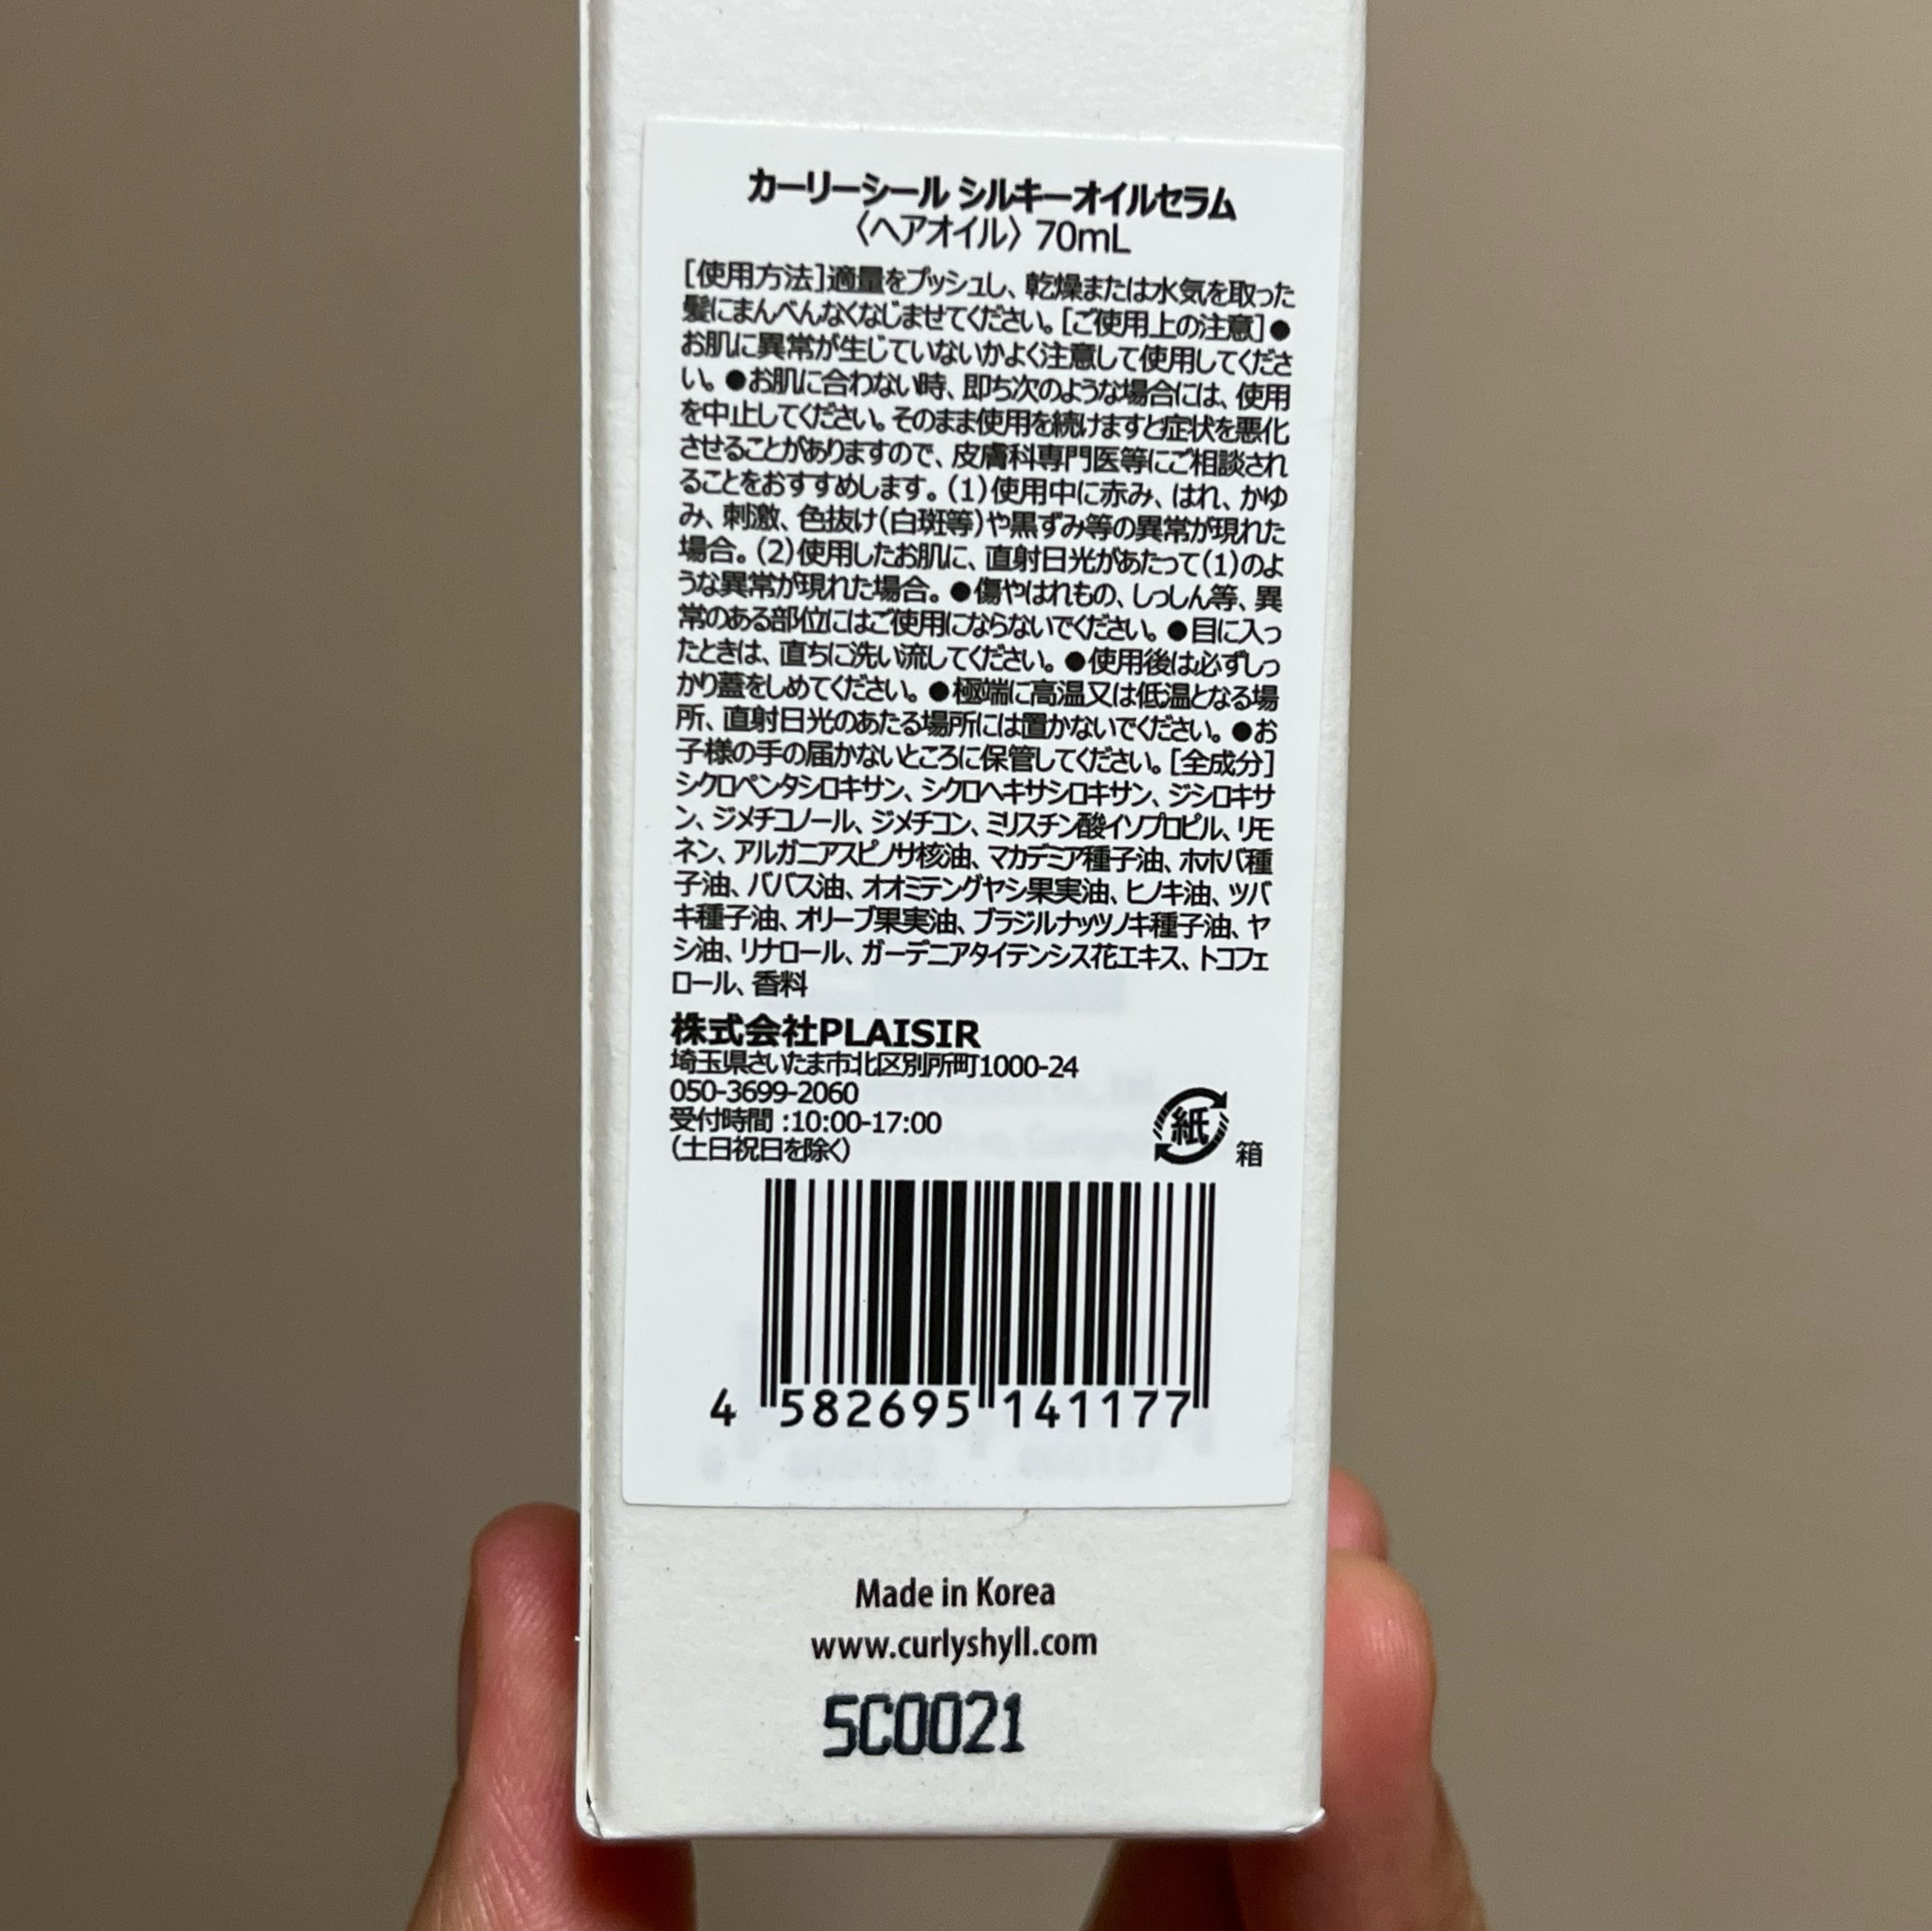 カーリーシール シルキーオイルセラム
〈ヘアオイル〉70mL
[使用方法]適量をプッシュし、乾燥または水気を取った
髪にまんべんなくなじませてください。[ご使用上の注意]●
お肌に異常が生じていないかよく注意して使用してくださ
い。●お肌に合わない時、即ち次のような場合には、使用
を中止してください。そのまま使用を続けますと症状を悪化
させることがありますので、皮膚科専門医等にご相談され
ることをおすすめします。(1)使用中に赤み、はれ、かゆ
み、刺激、色抜け(白斑等)や黒ずみ等の異常が現れた
場合。(2)使用したお肌に、直射日光があたって(1)のよ
うな異常が現れた場合。●傷やはれもの、しっしん等、異
常のある部位にはご使用にならないでください。●目に入っ
たときは、直ちに洗い流してください。●使用後は必ずしっ
かり蓋をしめてください。●極端に高温又は低温となる場
所、直射日光のあたる場所には置かないでください。●お
子様の手の届かないところに保管してください。[全成分]
シクロペンタシロキサン、シクロヘキサシロキサン、ジシロキサ
ン、ジメチコノール、ジメチコン、ミリスチン酸イソプロピル、リモ
ネン、アルガニアスピノサ核油、マカデミア種子油、ホホバ種
子油、ババス油、オオミテングヤシ果実油、ヒノキ油、ツバ
キ種子油、オリーブ果実油、ブラジルナッツノキ種子油、ヤ
シ油、リナロール、ガーデニアタイテンシス花エキス、トコフェ
ロール、香料
株式会社PLAISIR
埼玉県さいたま市北区別所町1000-24
050-3699-2060
受付時間 :10:00-17:00
(土日祝日を除く)
紙 箱
4 582695 141177
Made in Korea
www.curlyshyll.com
5C0021